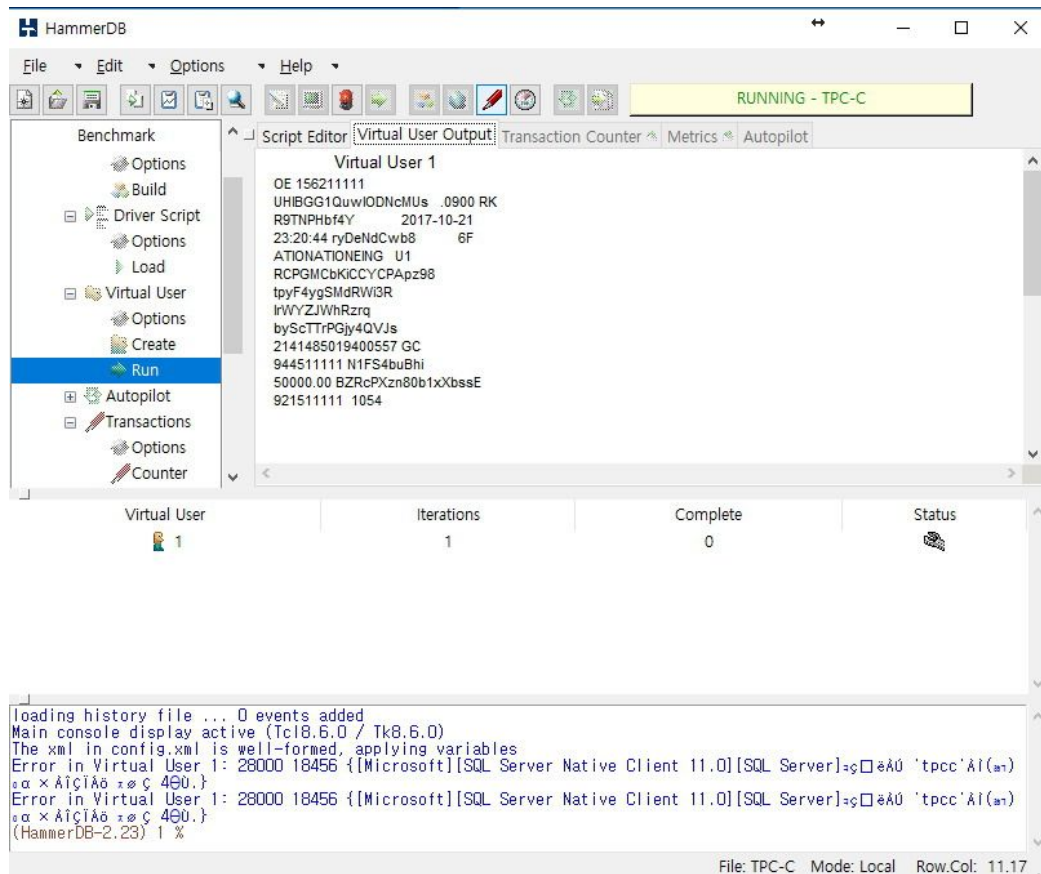 HammerDB
File Edit Options Help
RUNNING - TPC-C
Benchmark
Options
Build
Driver Script
Options
Load
Virtual User
Options
Create
Run
Autopilot
Transactions
Options
Counter
Script Editor Virtual User Output Transaction Counter Metrics Autopilot
Virtual User 1
OE 156211111
UHIBGG1QuwIODNcMUs .0900 RK
R9TNPHbf4Y 2017-10-21
23:20:44 ryDeNdCwb8 6F
ATIONATIONEING U1
RCPGMCbKiCCYCPApz98
tpyF4ygSMdRWi3R
IrWYZJWhRzrq
byScTTrPGjy4QVJs
2141485019400557 GC
944511111 N1FS4buBhi
50000.00 BZRcPXzn80b1xXbssE
921511111 1054
Virtual User Iterations Complete Status
1 1 0
loading history file ... 0 events added
Main console display active (Tcl8.6.0 / Tk8.6.0)
The xml in config.xml is well-formed, applying variables
Error in Virtual User 1: 28000 18456 {[Microsoft][SQL Server Native Client 11.0][SQL Server] 'tpcc'
Error in Virtual User 1: 28000 18456 {[Microsoft][SQL Server Native Client 11.0][SQL Server] 'tpcc'
(HammerDB-2.23) 1 %
File: TPC-C Mode: Local Row.Col: 11.17